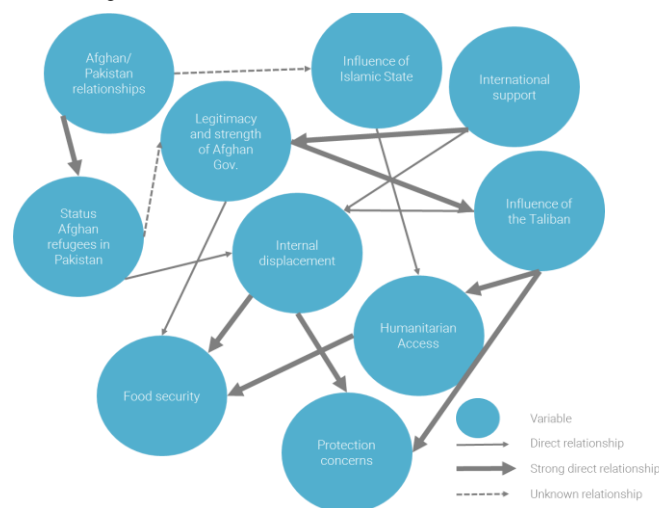 Afghan/
Pakistan
relationships
Influence of
Islamic State
International
support
Legitimacy
and strength
of Afghan
Gov.
Status
Afghan
refugees in
Pakistan
Internal
displacement
Influence of
the Taliban
Humanitarian
Access
Food security
Protection
concerns
Variable
Direct relationship
Strong direct relationship
Unknown relationship